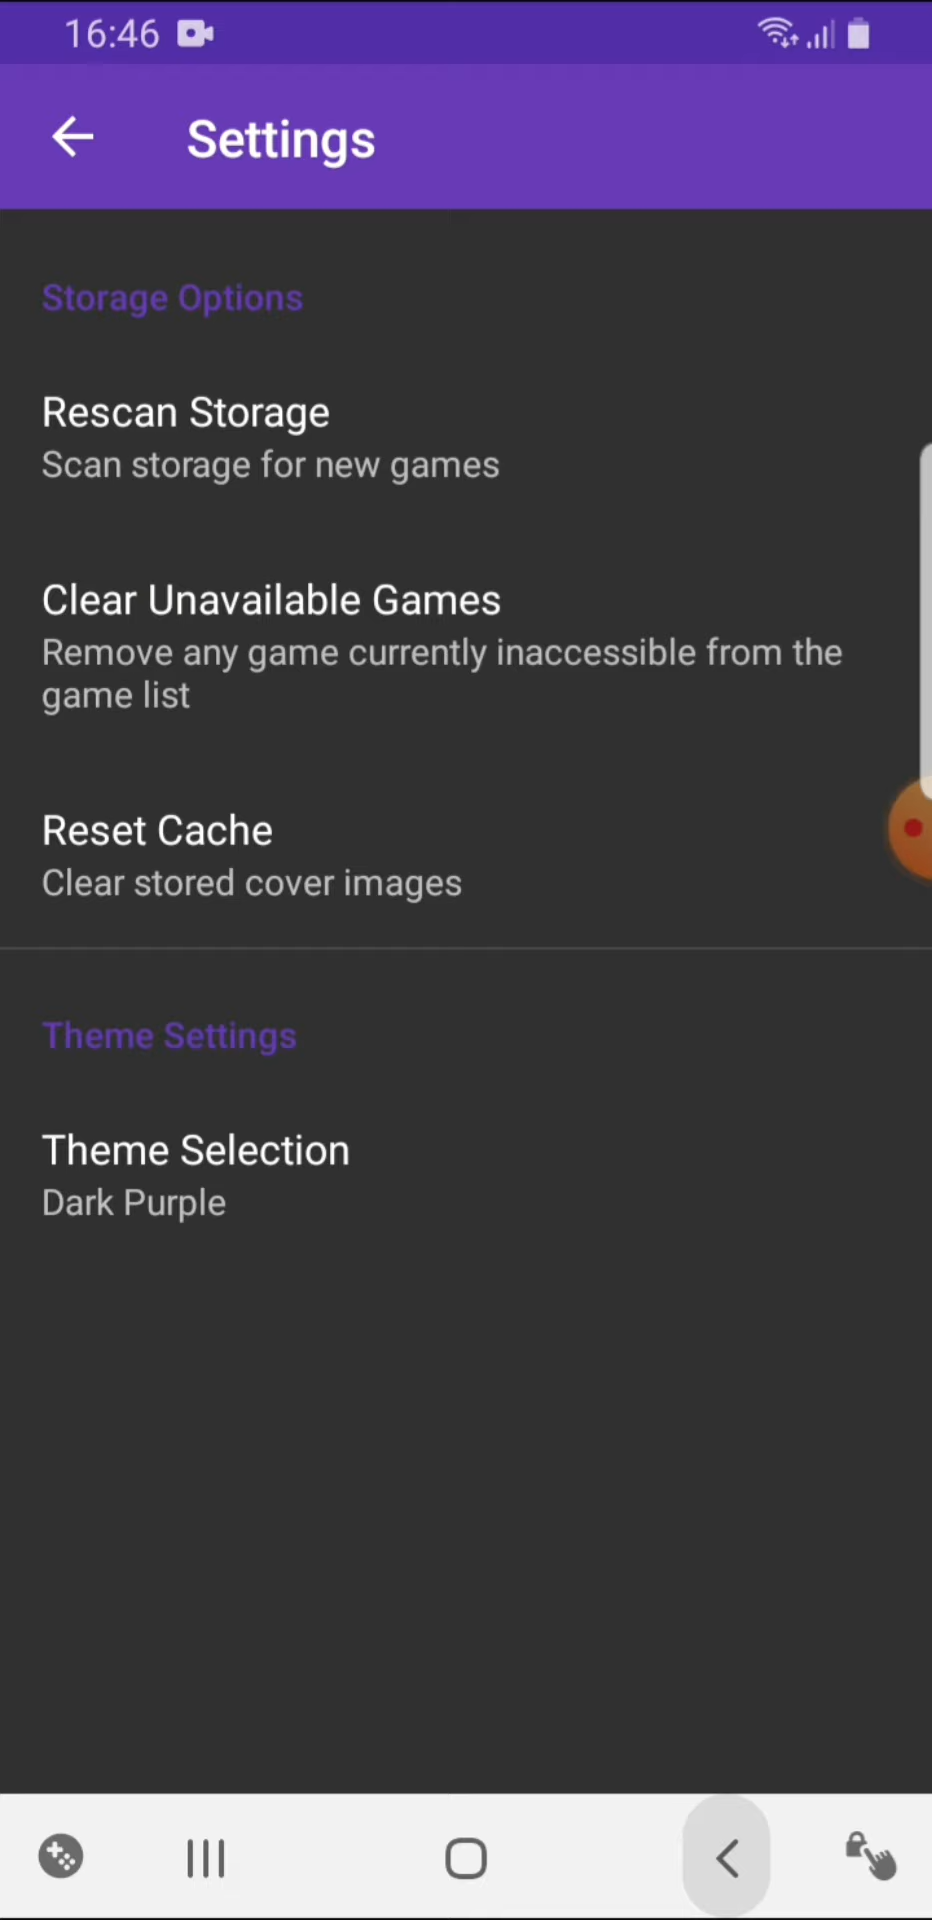 16:46
Settings
Storage Options
Rescan Storage
Scan storage for new games
Clear Unavailable Games
Remove any game currently inaccessible from the
game list
Reset Cache
Clear stored cover images
Theme Settings
Theme Selection
Dark Purple